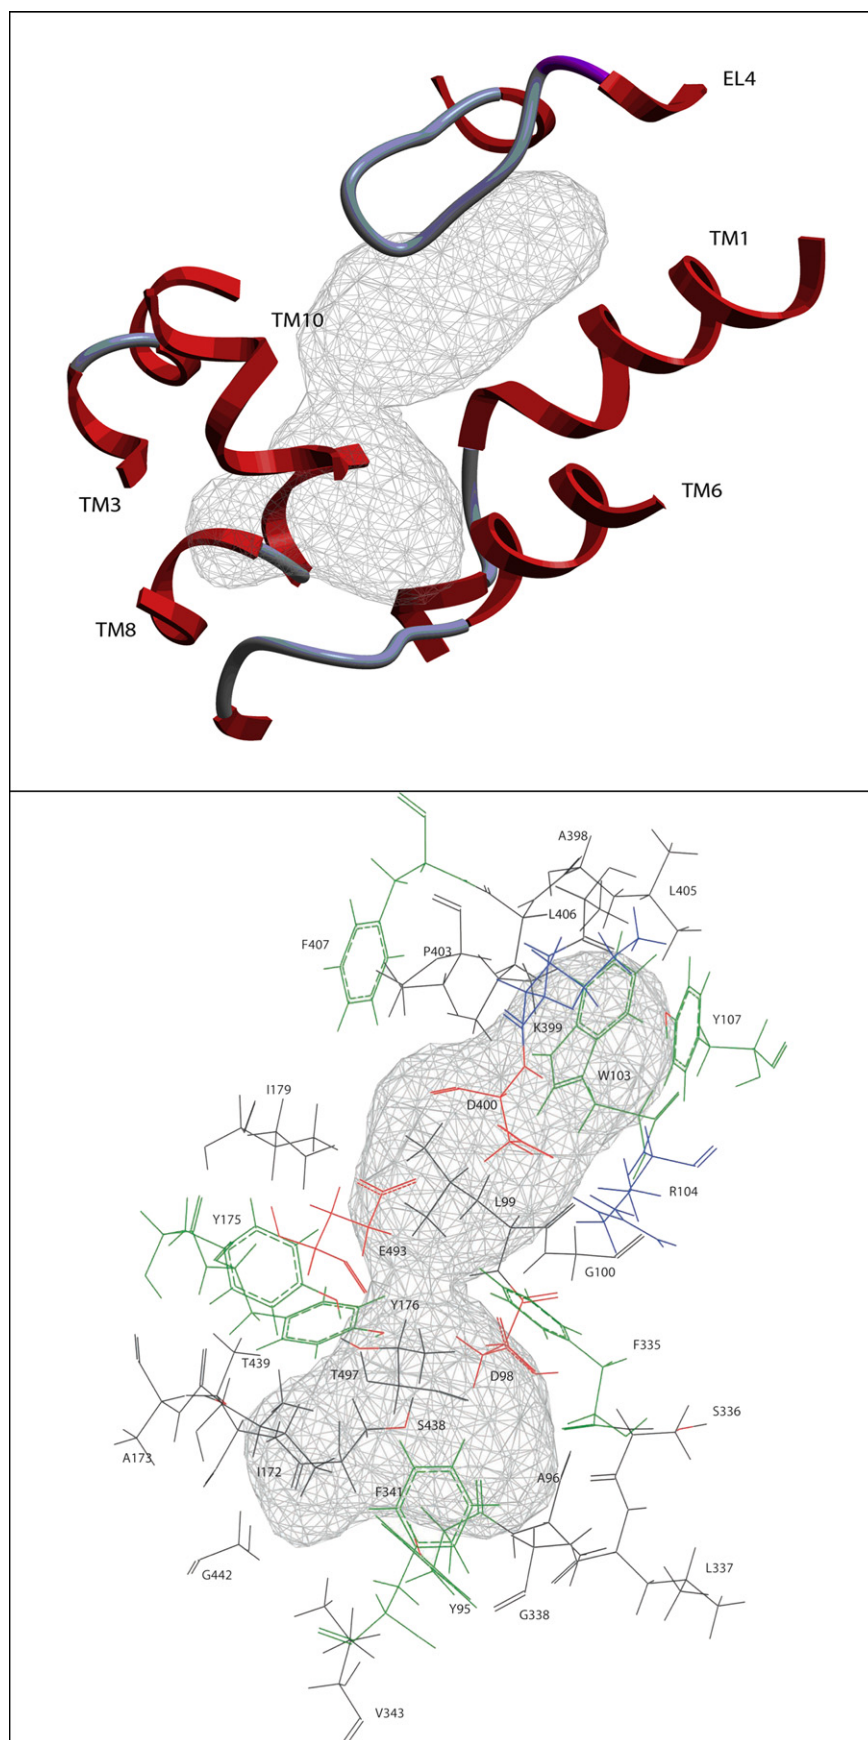 EL4
TM1
TM10
TM6
TM3
TM8
A398
L405
L406
F407
P403
Y107
K399
W103
I179
D400
R104
L99
Y175
E493
G100
Y176
F335
T439
T497
D98
S336
S438
A173
I172
A96
F341
G442
L337
Y95
G338
V343